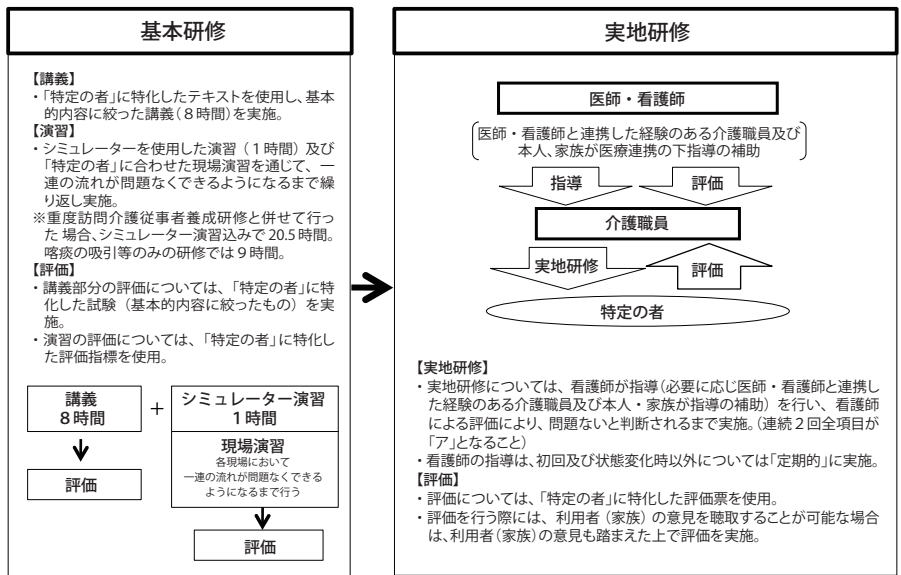 基本研修
【講義】
・「特定の者」に特化したテキストを使用し、基本
的内容に絞った講義(8時間)を実施。
【演習】
・シミュレーターを使用した演習(1時間)及び
「特定の者」に合わせた現場演習を通じて、一
連の流れが問題なくできるようになるまで繰
り返し実施。
※重度訪問介護従事者養成研修と併せて行っ
た 場合、シミュレーター演習込みで 20.5 時間。
喀痰の吸引等のみの研修では 9 時間。
【評価】
・講義部分の評価については、「特定の者」に特
化した試験(基本的内容に絞ったもの)を実
施。
・演習の評価については、「特定の者」に特化し
た評価指標を使用。
講義
8時間
+
シミュレーター演習
1時間
現場演習
各現場において
一連の流れが問題なくできる
ようになるまで行う
評価
評価
実地研修
医師・看護師
医師・看護師と連携した経験のある介護職員及び
本人、家族が医療連携の下指導の補助
指導
評価
介護職員
実地研修
評価
特定の者
【実地研修】
・実地研修については、看護師が指導(必要に応じ医師・看護師と連携し
た経験のある介護職員及び本人・家族が指導の補助)を行い、看護師
による評価により、問題ないと判断されるまで実施。(連続2回全項目が
「ア」となること)
・看護師の指導は、初回及び状態変化時以外については「定期的」に実施。
【評価】
・評価については、「特定の者」に特化した評価票を使用。
・評価を行う際には、利用者(家族)の意見を聴取することが可能な場合
は、利用者(家族)の意見も踏まえた上で評価を実施。